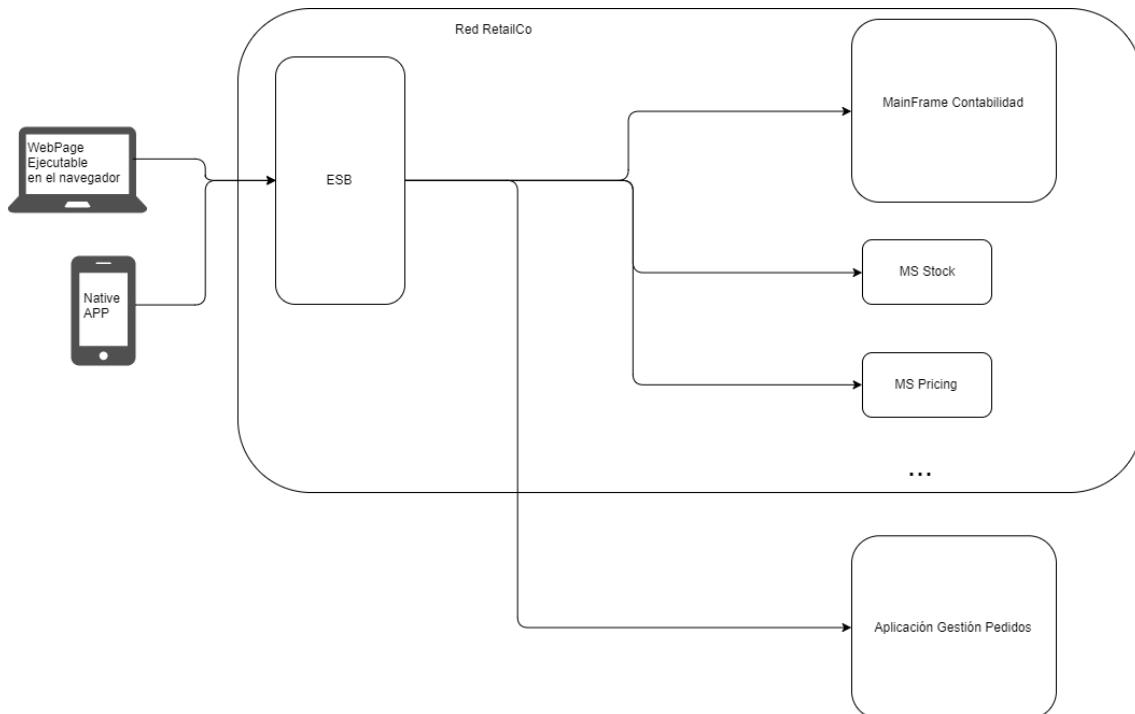 Red RetailCo
MainFrame Contabilidad
WebPage
Ejecutable
en el navegador
ESB
MS Stock
Native
APP
MS Pricing
...
Aplicación Gestión Pedidos